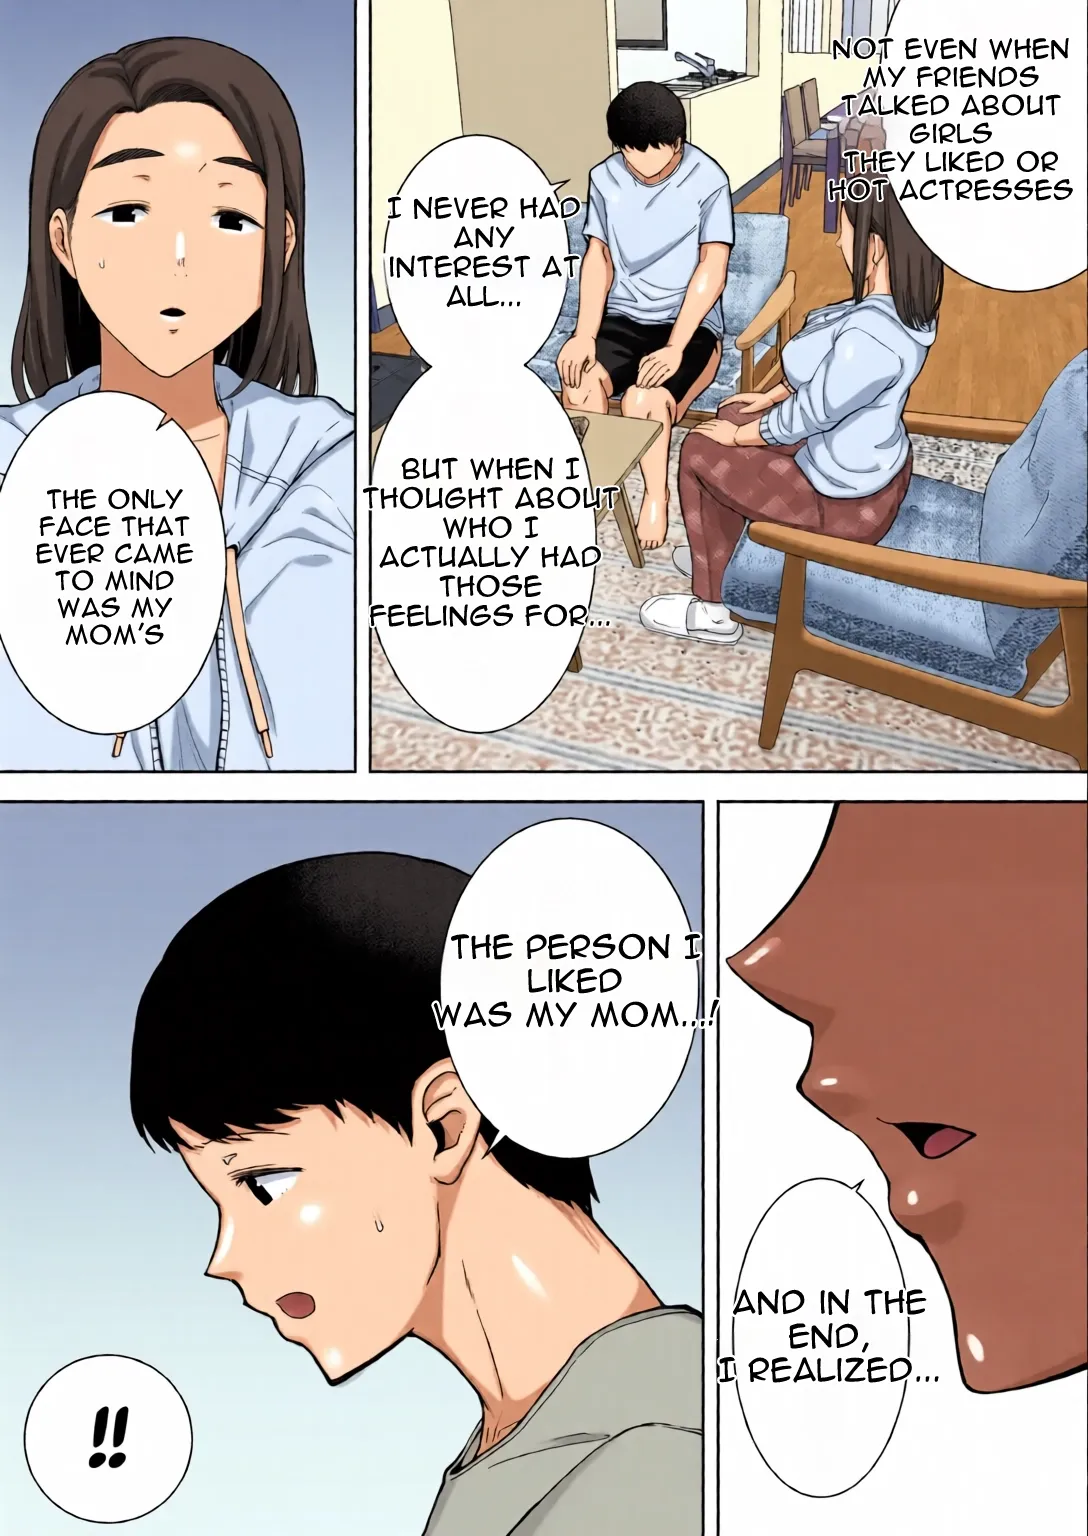 NOT EVEN WHEN
MY FRIENDS
TALKED ABOUT
GIRLS
THEY LIKED OR
HOT ACTRESSES
I NEVER HAD
ANY
INTEREST AT
ALL...
BUT WHEN I
THOUGHT ABOUT
WHO I
ACTUALLY HAD
THOSE
FEELINGS FOR...
THE ONLY
FACE THAT
EVER CAME
TO MIND
WAS MY
MOM'S
AND IN THE
END,
I REALIZED...
THE PERSON I
LIKED
WAS MY MOM...!
!!